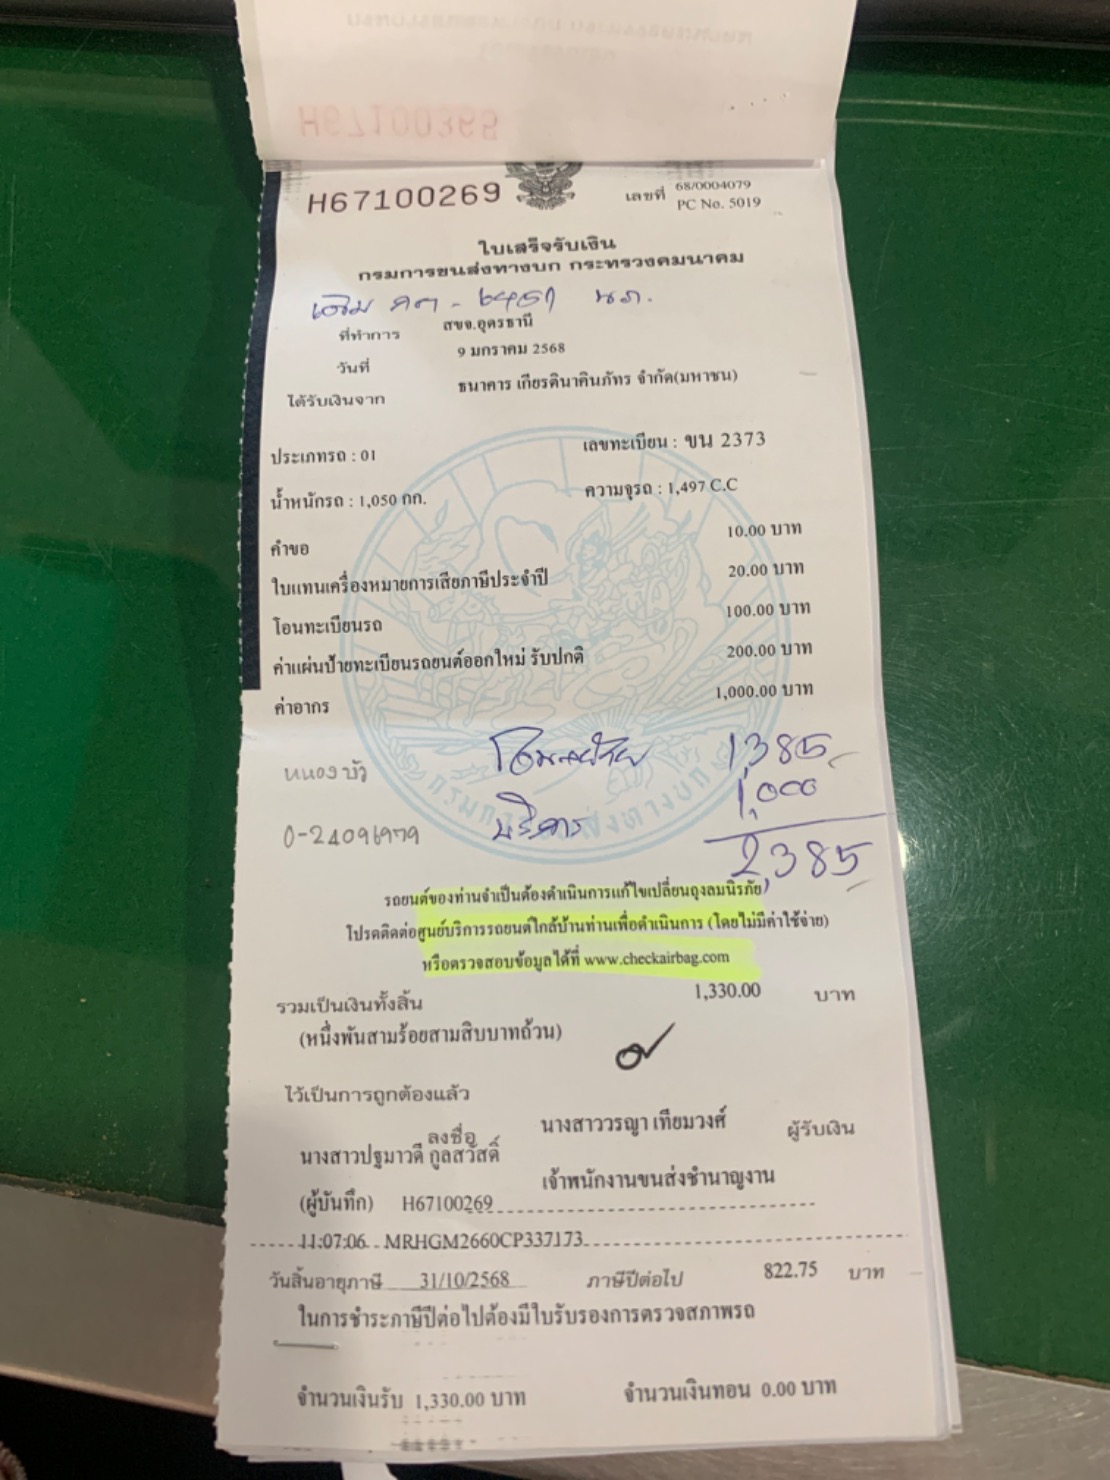 H67100269
เลขที่ 68/0004079
PC No. 5019
ใบเสร็จรับเงิน
กรมการขนส่งทางบก กระทรวงคมนาคม
เดิม
ที่ทำการ สขจ.อุดรธานี
วันที่ 9 มกราคม 2568
ได้รับเงินจาก ธนาคาร เกียรตินาคินภัทร จำกัด(มหาชน)
ประเภทรถ : 01 เลขทะเบียน : ขน 2373
น้ำหนักรถ : 1,050 กก. ความจุรถ : 1,497 C.C
คำขอ 10.00 บาท
ใบแทนเครื่องหมายการเสียภาษีประจำปี 20.00 บาท
โอนทะเบียนรถ 100.00 บาท
ค่าแผ่นป้ายทะเบียนรถยนต์ออกใหม่ รับปกติ 200.00 บาท
ค่าอากร 1,000.00 บาท
หนองบัว 1,385
0-24096979 บริการ 1,000
2,385
กรมการขนส่งทางบก
รถยนต์ของท่านจำเป็นต้องดำเนินการแก้ไขเปลี่ยนถุงลมนิรภัย
โปรดติดต่อศูนย์บริการรถยนต์ใกล้บ้านท่านเพื่อดำเนินการ (โดยไม่มีค่าใช้จ่าย)
หรือตรวจสอบข้อมูลได้ที่ www.checkairbag.com
รวมเป็นเงินทั้งสิ้น 1,330.00 บาท
(หนึ่งพันสามร้อยสามสิบบาทถ้วน)
ไว้เป็นการถูกต้องแล้ว
ลงชื่อ นางสาววรญา เทียมวงศ์ ผู้รับเงิน
นางสาวปฐมาวดี กูลสวัสดิ์
เจ้าพนักงานขนส่งชำนาญงาน
(ผู้บันทึก) H67100269
11:07:06 MRHGM2660CP337173
วันสิ้นอายุภาษี 31/10/2568 ภาษีปีต่อไป 822.75 บาท
ในการชำระภาษีปีต่อไปต้องมีใบรับรองการตรวจสภาพรถ
จำนวนเงินรับ 1,330.00 บาท จำนวนเงินทอน 0.00 บาท